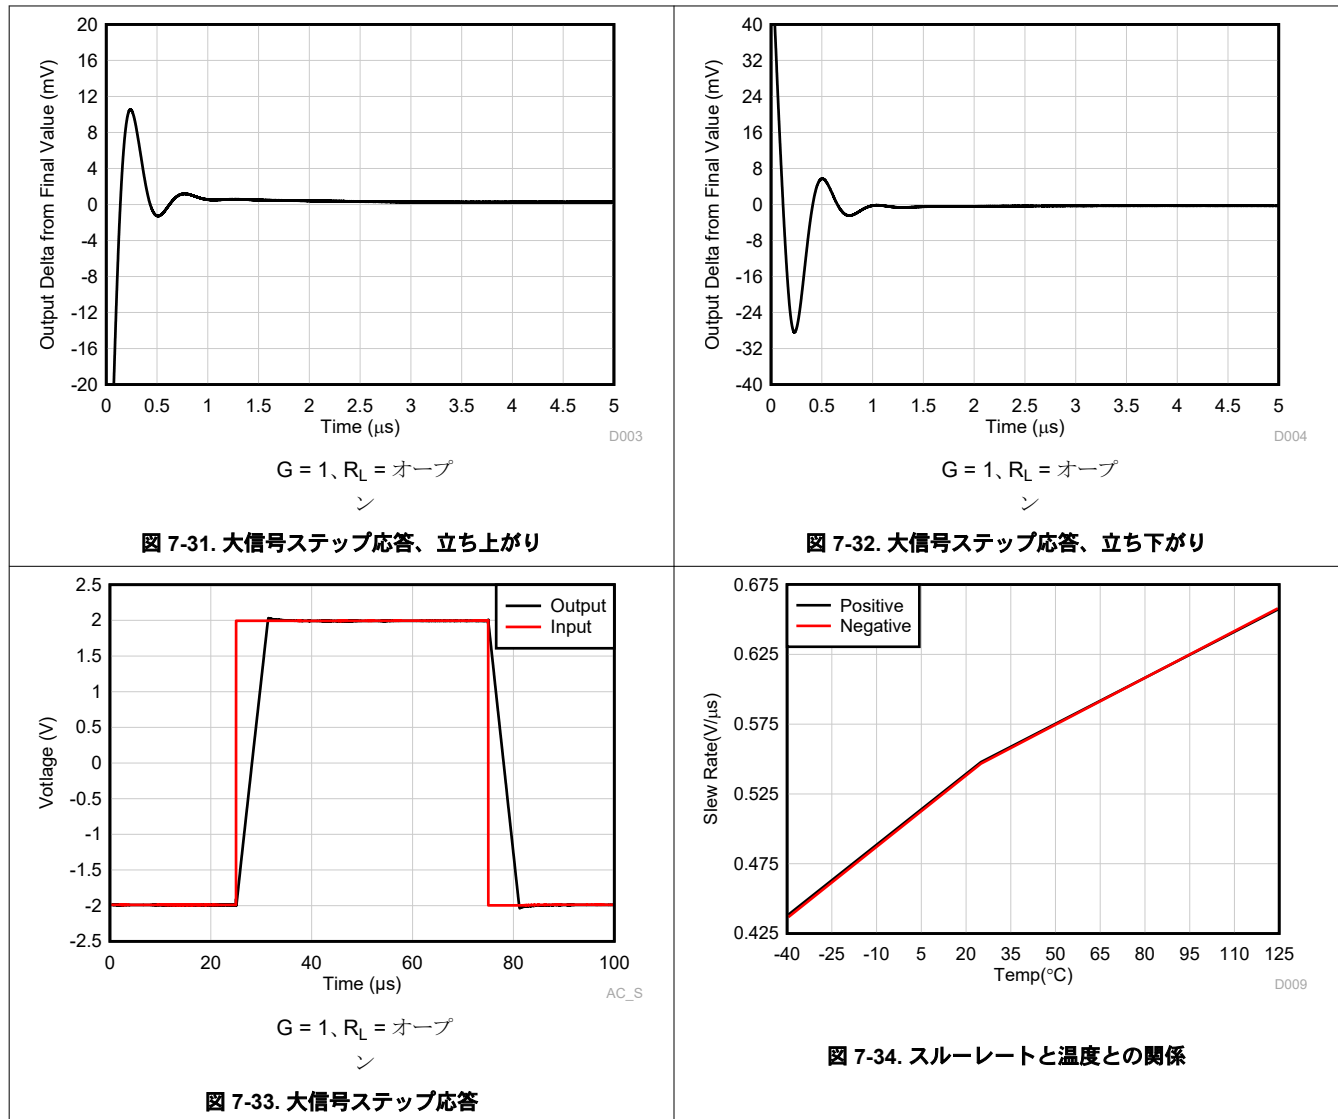 20
16
12
8
4
0
-4
-8
-12
-16
-20
Output Delta from Final Value (mV)
0 0.5 1 1.5 2 2.5 3 3.5 4 4.5 5
Time (μs)
D003
G = 1、RL = オープ
ン
図 7-31. 大信号ステップ応答、立ち上がり
40
32
24
16
8
0
-8
-16
-24
-32
-40
Output Delta from Final Value (mV)
0 0.5 1 1.5 2 2.5 3 3.5 4 4.5 5
Time (μs)
D004
G = 1、RL = オープ
ン
図 7-32. 大信号ステップ応答、立ち下がり
2.5
2
1.5
1
0.5
0
-0.5
-1
-1.5
-2
-2.5
Votlage (V)
Output
Input
0 20 40 60 80 100
Time (µs)
AC_S
G = 1、RL = オープ
ン
図 7-33. 大信号ステップ応答
0.675
0.625
0.575
0.525
0.475
0.425
Slew Rate(V/μs)
Positive
Negative
-40 -25 -10 5 20 35 50 65 80 95 110 125
Temp(°C)
D009
図 7-34. スルーレートと温度との関係